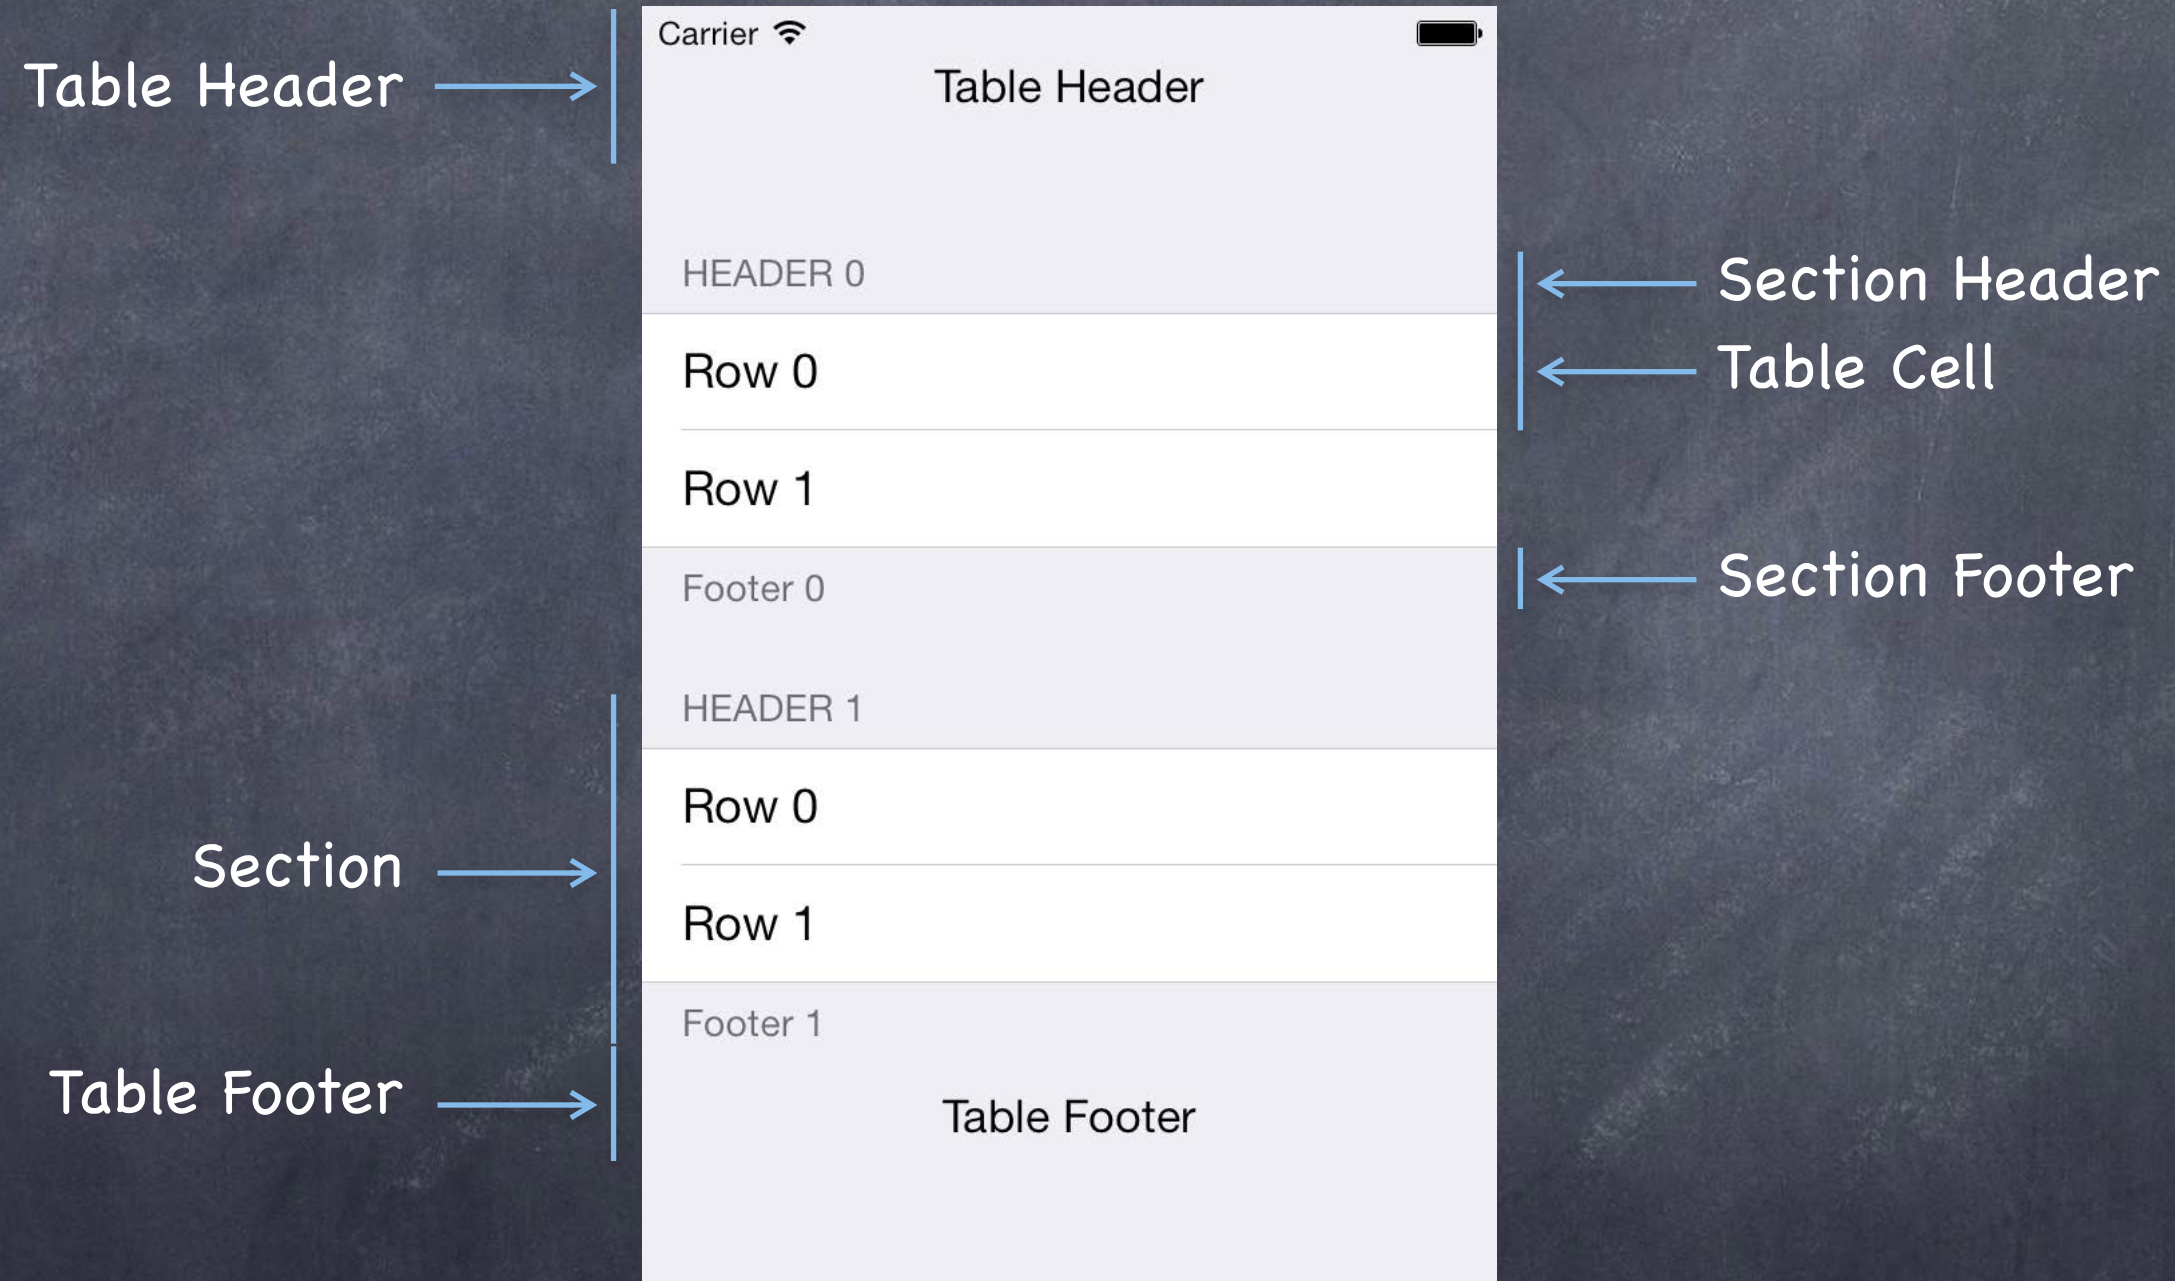 Carrier
Table Header
Table Header
HEADER 0
Section Header
Row 0
Table Cell
Row 1
Footer 0
Section Footer
HEADER 1
Row 0
Section
Row 1
Footer 1
Table Footer
Table Footer